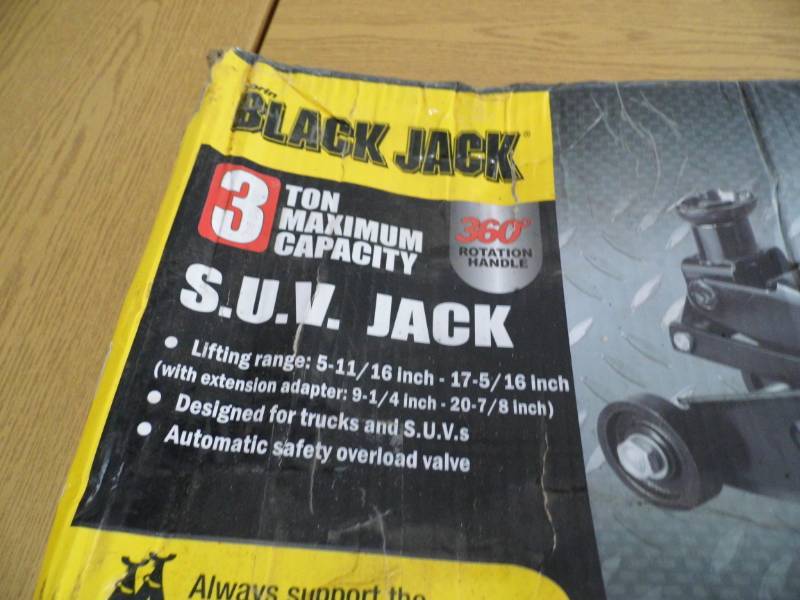 Torin
BLACK JACK®
3 TON
MAXIMUM
CAPACITY
360°
ROTATION
HANDLE
S.U.V. JACK
• Lifting range: 5-11/16 inch - 17-5/16 inch
(with extension adapter: 9-1/4 inch - 20-7/8 inch)
• Designed for trucks and S.U.V.s
• Automatic safety overload valve
Always support the